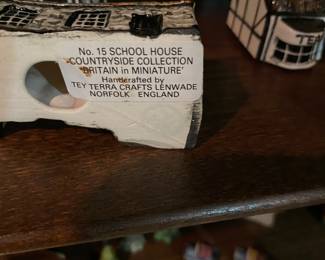 No. 15 SCHOOL HOUSE
COUNTRYSIDE COLLECTION
'BRITAIN in MINIATURE'
Handcrafted by
TEY TERRA CRAFTS LENWADE
NORFOLK ENGLAND